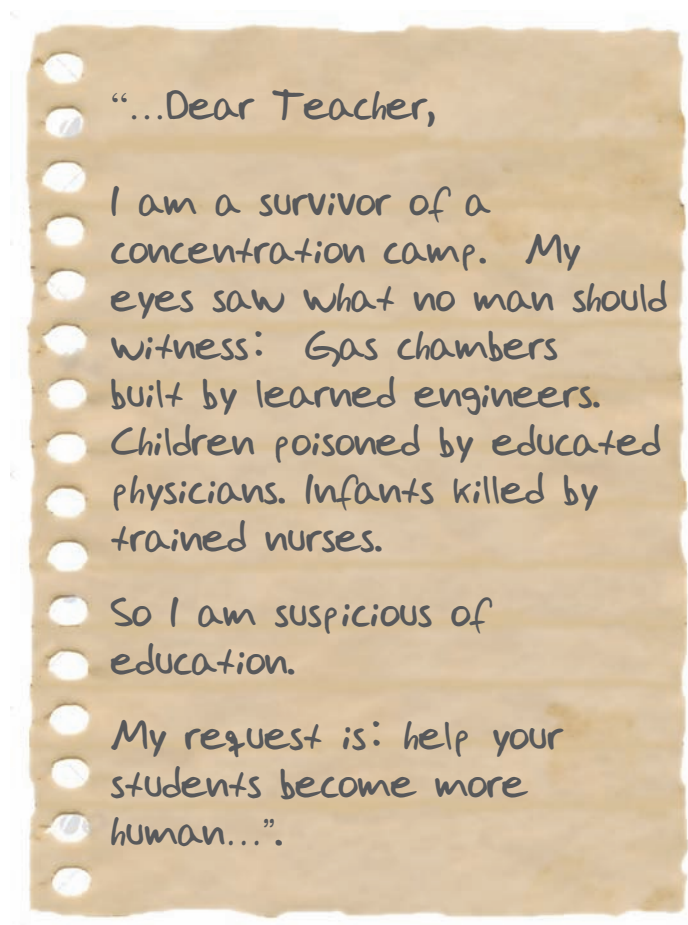 “...Dear Teacher,
I am a survivor of a
concentration camp. My
eyes saw what no man should
witness: Gas chambers
built by learned engineers.
Children poisoned by educated
physicians. Infants killed by
trained nurses.
So I am suspicious of
education.
My request is: help your
students become more
human...”.